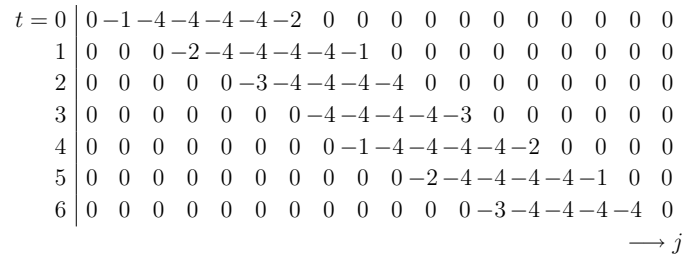 t = 0 | 0 −1 −4 −4 −4 −4 −2 0 0 0 0 0 0 0 0 0 0 0
1 | 0 0 0 −2 −4 −4 −4 −4 −1 0 0 0 0 0 0 0 0 0
2 | 0 0 0 0 0 −3 −4 −4 −4 −4 0 0 0 0 0 0 0 0
3 | 0 0 0 0 0 0 0 −4 −4 −4 −4 −3 0 0 0 0 0 0
4 | 0 0 0 0 0 0 0 0 −1 −4 −4 −4 −4 −2 0 0 0 0
5 | 0 0 0 0 0 0 0 0 0 0 −2 −4 −4 −4 −4 −1 0 0
6 | 0 0 0 0 0 0 0 0 0 0 0 0 −3 −4 −4 −4 −4 0
⟶ j